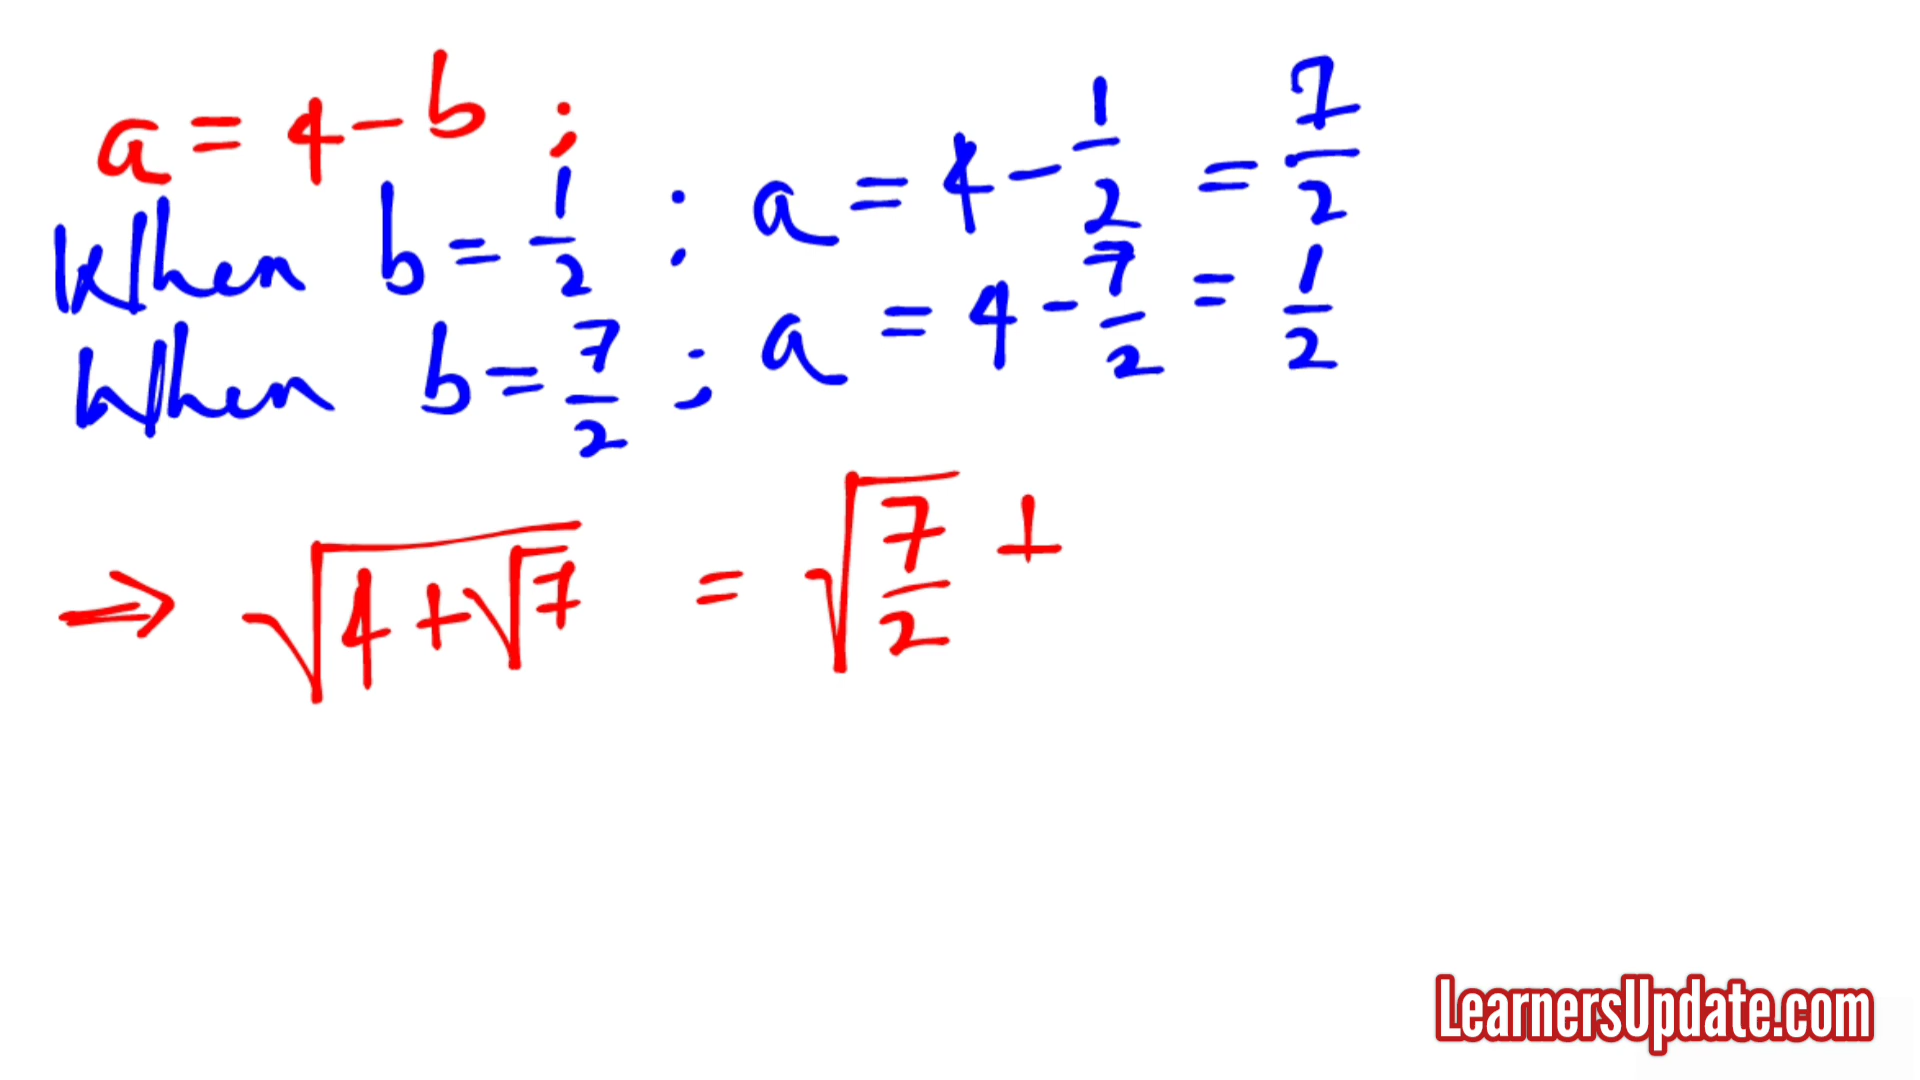 a = 4 - b ;
When b = 1/2 ; a = 4 - 1/2 = 7/2
When b = 7/2 ; a = 4 - 7/2 = 1/2
⇒ √(4 + √7) = √(7/2) +
LearnersUpdate.com